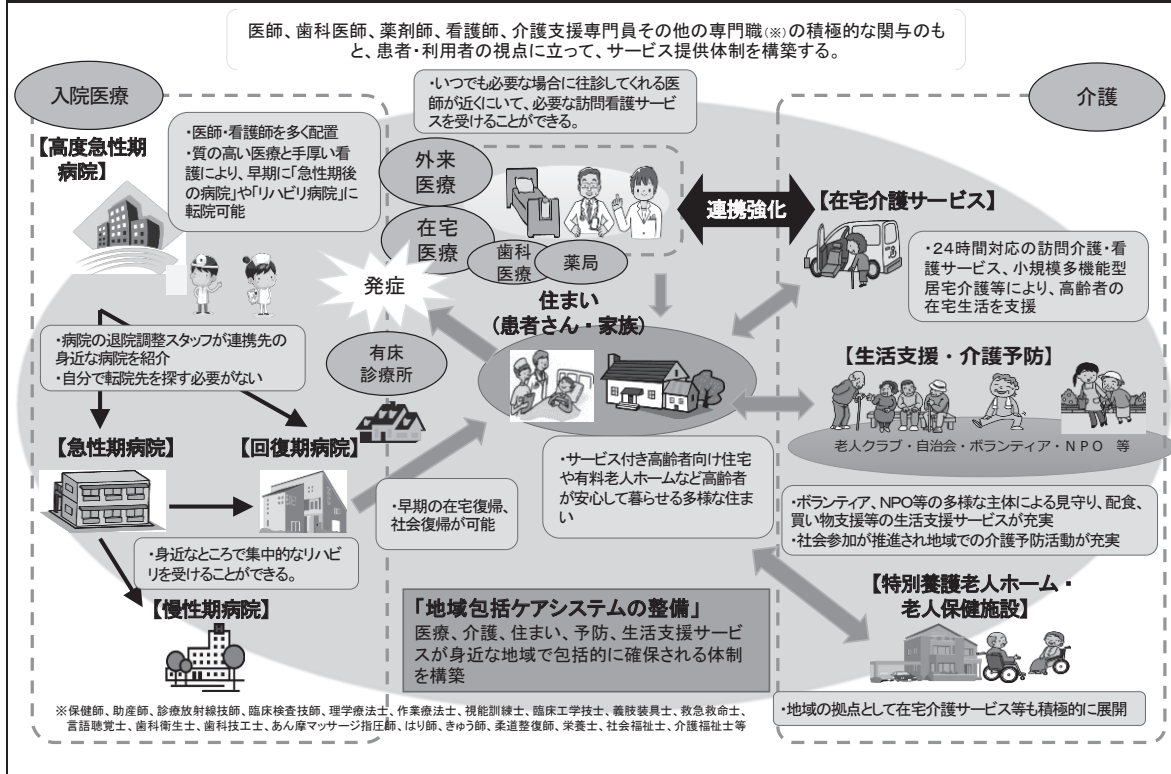 医師、歯科医師、薬剤師、看護師、介護支援専門員その他の専門職(※)の積極的な関与のも
と、患者・利用者の視点に立って、サービス提供体制を構築する。
入院医療
【高度急性期
病院】
・医師・看護師を多く配置
・質の高い医療と手厚い看
護により、早期に「急性期後
の病院」や「リハビリ病院」に
転院可能
・いつでも必要な場合に往診してくれる医
師が近くにいて、必要な訪問看護サービ
スを受けることができる。
外来
医療
在宅
医療
歯科
医療
薬局
連携強化
介護
【在宅介護サービス】
・24時間対応の訪問介護・看
護サービス、小規模多機能型
居宅介護等により、高齢者の
在宅生活を支援
発症
住まい
(患者さん・家族)
・病院の退院調整スタッフが連携先の
身近な病院を紹介
・自分で転院先を探す必要がない
有床
診療所
【生活支援・介護予防】
老人クラブ・自治会・ボランティア・NPO 等
【急性期病院】
【回復期病院】
・早期の在宅復帰、
社会復帰が可能
・サービス付き高齢者向け住宅
や有料老人ホームなど高齢者
が安心して暮らせる多様な住ま
い
・ボランティア、NPO等の多様な主体による見守り、配食、
買い物支援等の生活支援サービスが充実
・社会参加が推進され地域での介護予防活動が充実
・身近なところで集中的なリハビ
リを受けることができる。
【慢性期病院】
「地域包括ケアシステムの整備」
医療、介護、住まい、予防、生活支援サービ
スが身近な地域で包括的に確保される体制
を構築
【特別養護老人ホーム・
老人保健施設】
・地域の拠点として在宅介護サービス等も積極的に展開
※保健師、助産師、診療放射線技師、臨床検査技師、理学療法士、作業療法士、視能訓練士、臨床工学技士、義肢装具士、救急救命士、
言語聴覚士、歯科衛生士、歯科技工士、あん摩マッサージ指圧師、はり師、きゅう師、柔道整復師、栄養士、社会福祉士、介護福祉士等